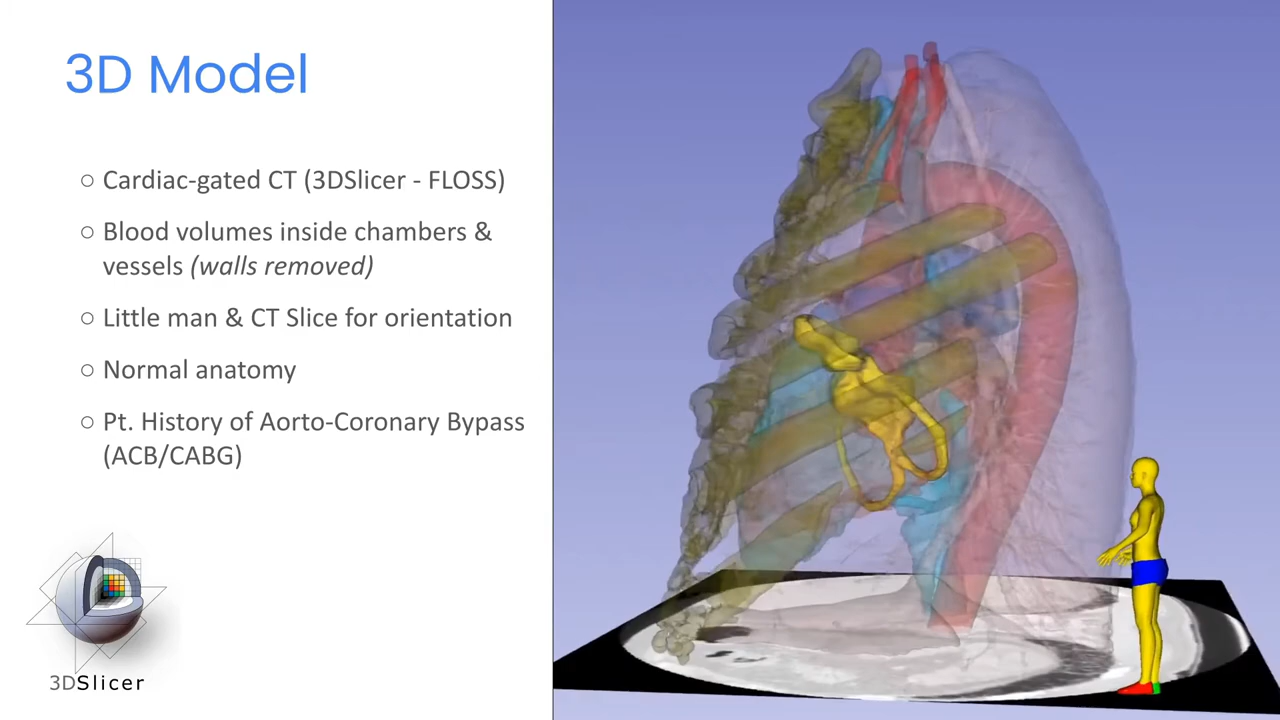 3D Model
○ Cardiac-gated CT (3DSlicer - FLOSS)
○ Blood volumes inside chambers &
vessels (walls removed)
○ Little man & CT Slice for orientation
○ Normal anatomy
○ Pt. History of Aorto-Coronary Bypass
(ACB/CABG)
3DSlicer